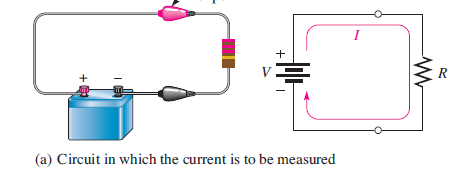 + −
I
+
V
−
R
(a) Circuit in which the current is to be measured